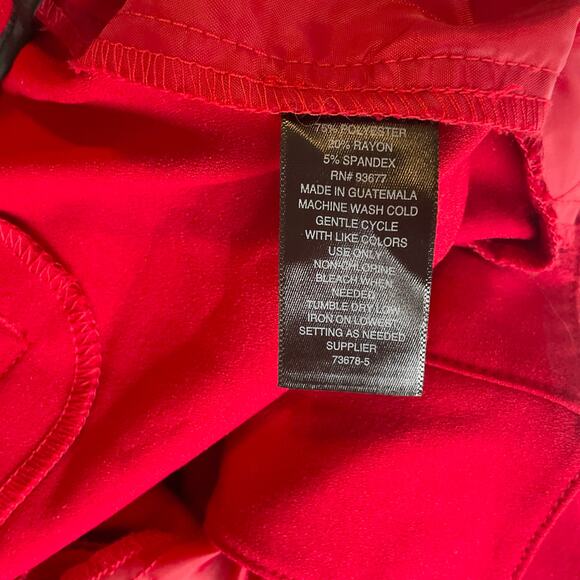 75% POLYESTER
20% RAYON
5% SPANDEX
RN# 93677
MADE IN GUATEMALA
MACHINE WASH COLD
GENTLE CYCLE
WITH LIKE COLORS
USE ONLY
NON-CHLORINE
BLEACH WHEN
NEEDED
TUMBLE DRY LOW
IRON ON LOWEST
SETTING AS NEEDED
SUPPLIER
73678-5